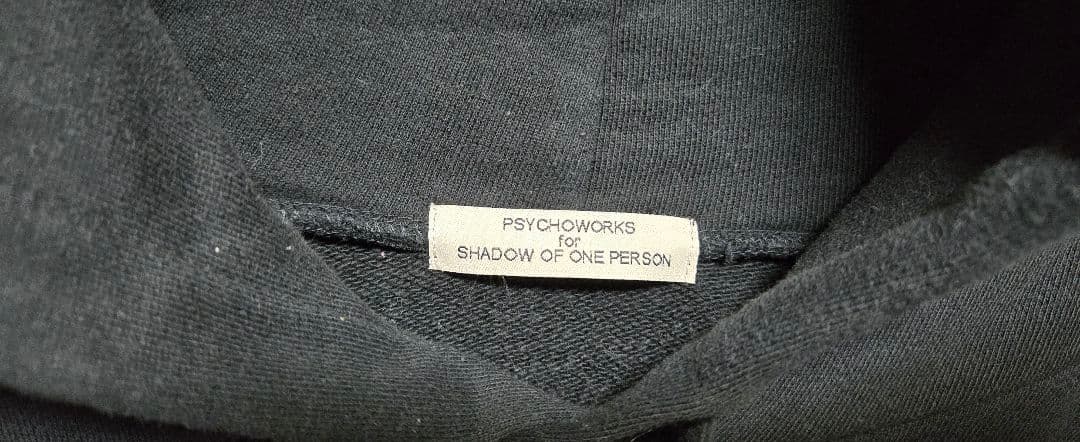 PSYCHOWORKS
for
SHADOW OF ONE PERSON